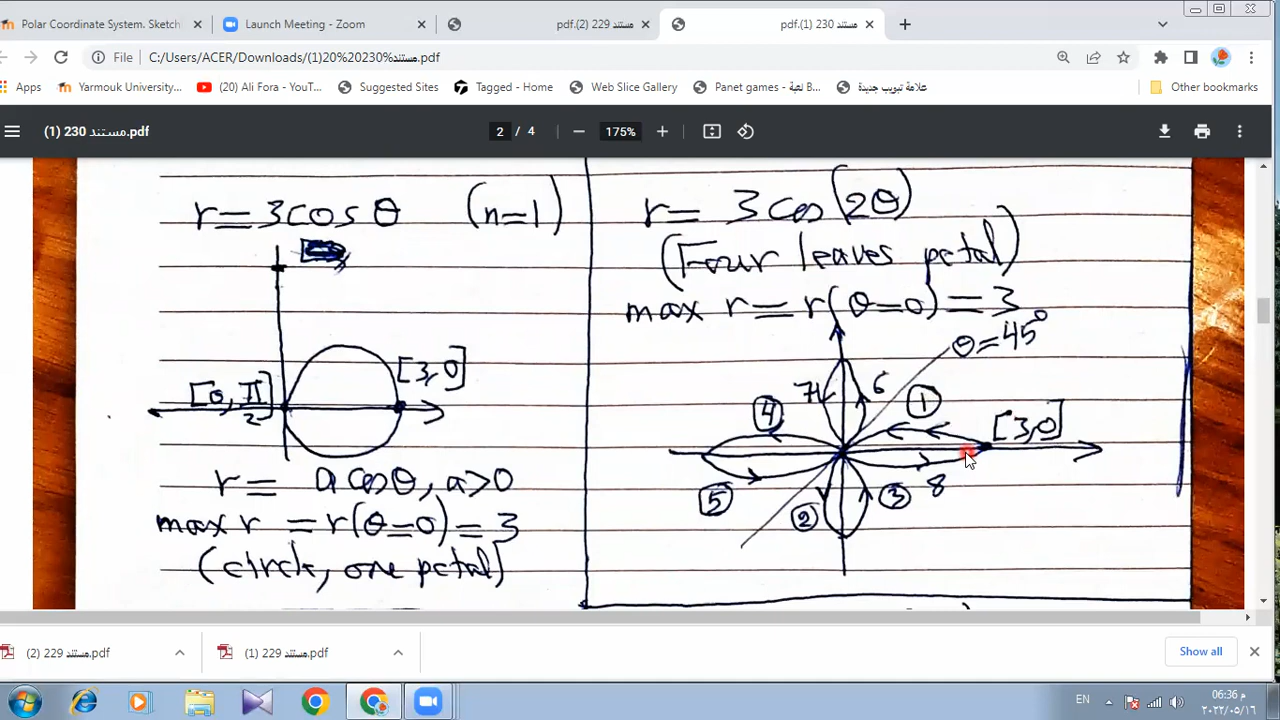 Polar Coordinate System. Sketch
Launch Meeting - Zoom
مستند 229 (2).pdf
مستند 230 (1).pdf
File
C:/Users/ACER/Downloads/(1)20%20230%مستند.pdf
Apps
Yarmouk University...
(20) Ali Fora - YouT...
Suggested Sites
Tagged - Home
Web Slice Gallery
Panet games - لعبة B...
علامة تبويب جديدة
Other bookmarks
(1) 230 مستند.pdf
2 / 4
175%
r = 3cos θ (n=1)
[3,0]
[0, π/2]
r = a cosθ, a>0
max r = r(θ=0) = 3
(circle, one petal)
r = 3 cos(2θ)
(Four leaves petal)
max r = r(θ=0) = 3
θ=45°
7
6
1
4
[3,0]
5
2
3
8
(2) 229 مستند.pdf
(1) 229 مستند.pdf
Show all
EN
06:36 م
٢٠٢٢/٠٥/١٦